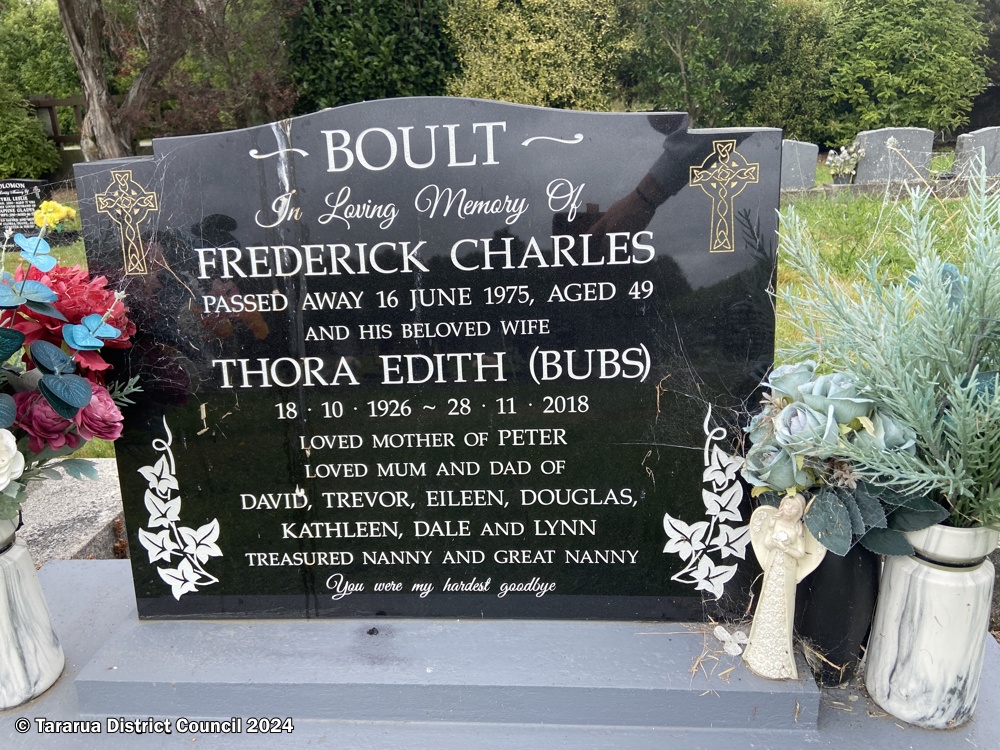 BOULT
In Loving Memory Of
FREDERICK CHARLES
PASSED AWAY 16 JUNE 1975, AGED 49
AND HIS BELOVED WIFE
THORA EDITH (BUBS)
18 · 10 · 1926 ~ 28 · 11 · 2018
LOVED MOTHER OF PETER
LOVED MUM AND DAD OF
DAVID, TREVOR, EILEEN, DOUGLAS,
KATHLEEN, DALE AND LYNN
TREASURED NANNY AND GREAT NANNY
You were my hardest goodbye
© Tararua District Council 2024